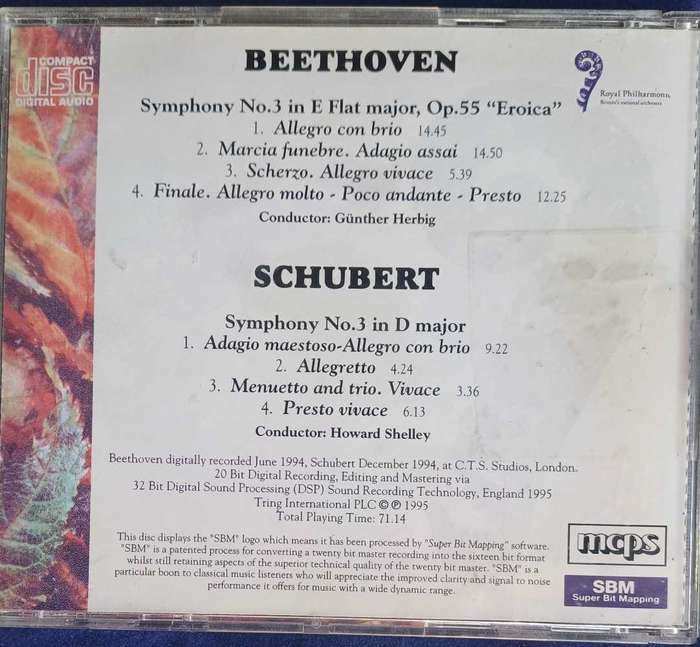 COMPACT
disc
DIGITAL AUDIO
BEETHOVEN
Royal Philharmonic
Britain's national orchestra
Symphony No.3 in E Flat major, Op.55 "Eroica"
1. Allegro con brio 14.45
2. Marcia funebre. Adagio assai 14.50
3. Scherzo. Allegro vivace 5.39
4. Finale. Allegro molto - Poco andante - Presto 12.25
Conductor: Günther Herbig
SCHUBERT
Symphony No.3 in D major
1. Adagio maestoso-Allegro con brio 9.22
2. Allegretto 4.24
3. Menuetto and trio. Vivace 3.36
4. Presto vivace 6.13
Conductor: Howard Shelley
Beethoven digitally recorded June 1994, Schubert December 1994, at C.T.S. Studios, London.
20 Bit Digital Recording, Editing and Mastering via
32 Bit Digital Sound Processing (DSP) Sound Recording Technology, England 1995
Tring International PLC © ℗ 1995
Total Playing Time: 71.14
This disc displays the "SBM" logo which means it has been processed by "Super Bit Mapping" software.
"SBM" is a patented process for converting a twenty bit master recording into the sixteen bit format
whilst still retaining aspects of the superior technical quality of the twenty bit master. "SBM" is a
particular boon to classical music listeners who will appreciate the improved clarity and signal to noise
performance it offers for music with a wide dynamic range.
mcps
SBM
Super Bit Mapping